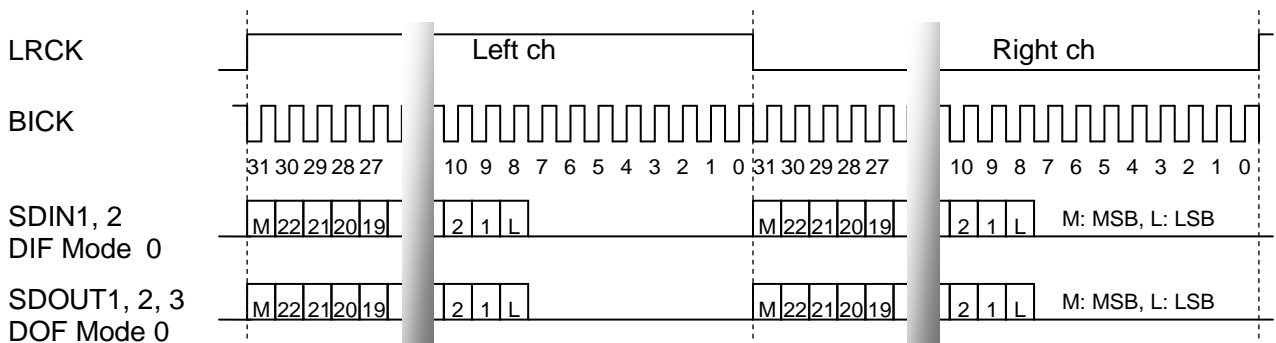 LRCK Left ch Right ch
BICK
31 30 29 28 27 10 9 8 7 6 5 4 3 2 1 0 31 30 29 28 27 10 9 8 7 6 5 4 3 2 1 0
SDIN1, 2
DIF Mode 0
M 22 21 20 19 2 1 L M 22 21 20 19 2 1 L M: MSB, L: LSB
SDOUT1, 2, 3
DOF Mode 0
M 22 21 20 19 2 1 L M 22 21 20 19 2 1 L M: MSB, L: LSB